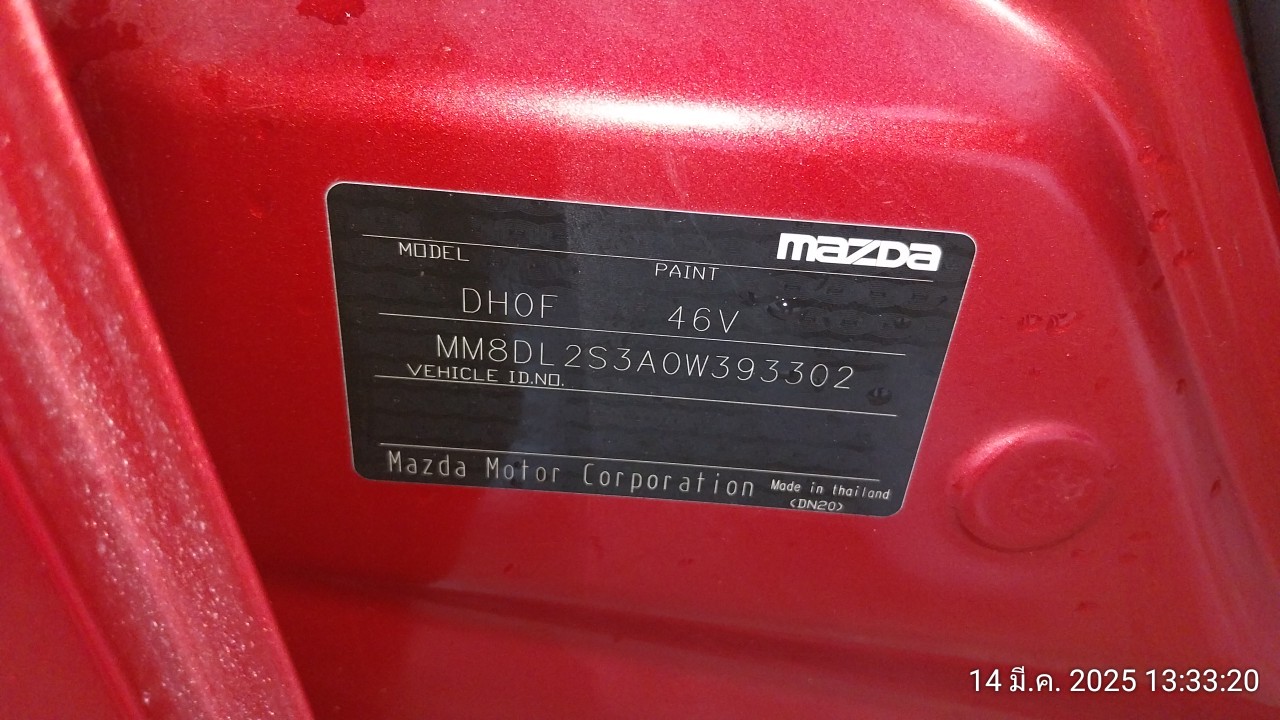 mazda
MODEL PAINT
DH0F 46V
MM8DL2S3A0W393302
VEHICLE ID.NO.
Mazda Motor Corporation Made in thailand
<DN20>
14 มี.ค. 2025 13:33:20